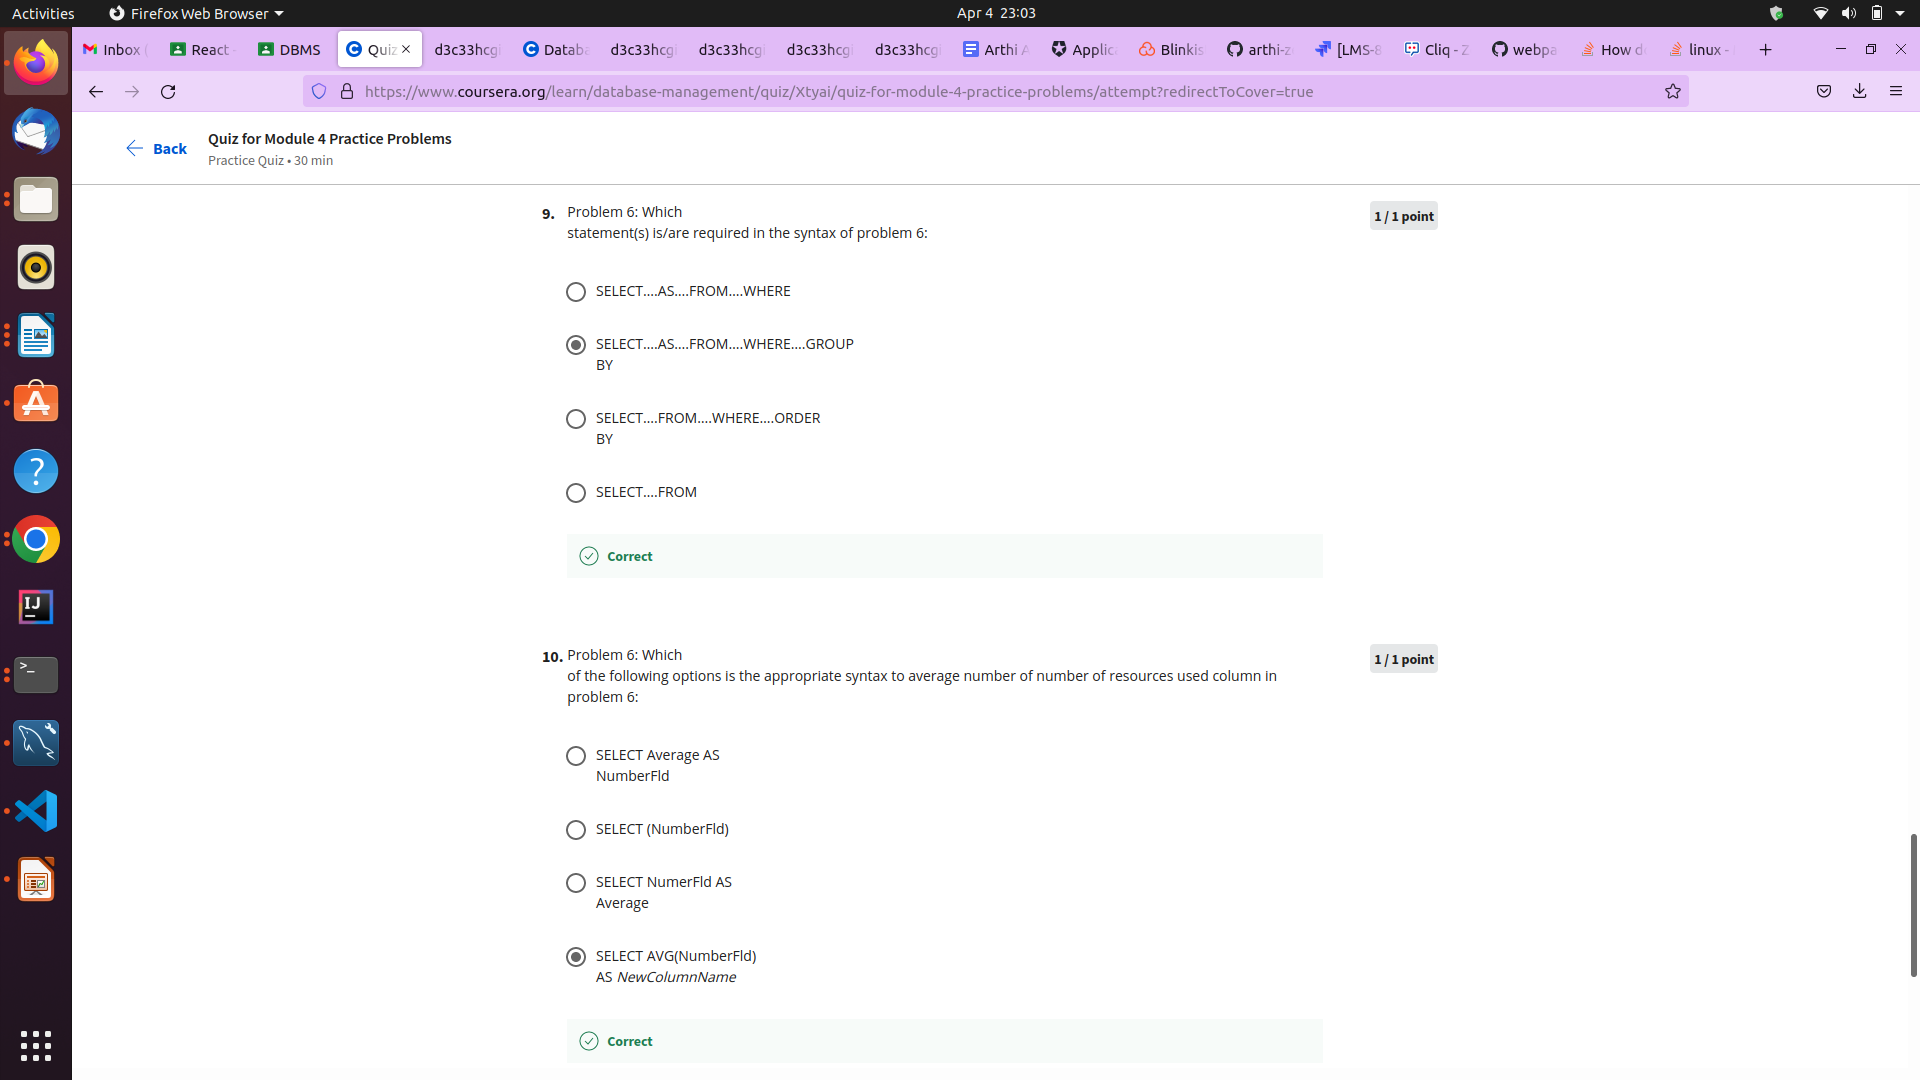 Activities
Firefox Web Browser
Apr 4 23:03
Inbox (
React
DBMS
Quiz
d3c33hcgi
Databa
d3c33hcgi
d3c33hcgi
d3c33hcgi
d3c33hcgi
Arthi A
Applic
Blinkis
arthi-z
[LMS-8
Cliq - Z
webpa
How d
linux -
https://www.coursera.org/learn/database-management/quiz/Xtyai/quiz-for-module-4-practice-problems/attempt?redirectToCover=true
Back
Quiz for Module 4 Practice Problems
Practice Quiz • 30 min
9. Problem 6: Which
statement(s) is/are required in the syntax of problem 6:
1 / 1 point
SELECT....AS....FROM....WHERE
SELECT....AS....FROM....WHERE....GROUP
BY
SELECT....FROM....WHERE....ORDER
BY
SELECT....FROM
Correct
10. Problem 6: Which
of the following options is the appropriate syntax to average number of number of resources used column in
problem 6:
1 / 1 point
SELECT Average AS
NumberFld
SELECT (NumberFld)
SELECT NumerFld AS
Average
SELECT AVG(NumberFld)
AS NewColumnName
Correct